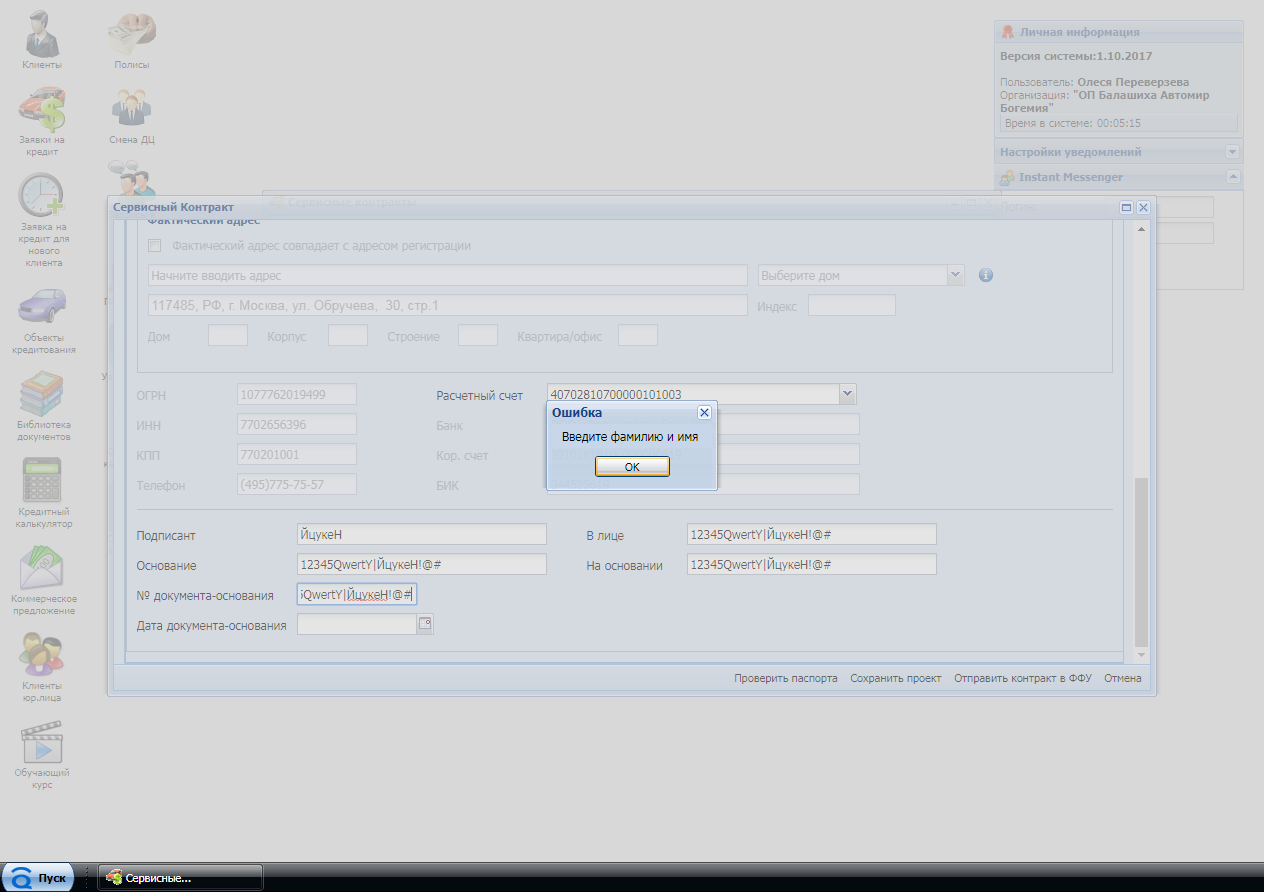 Клиенты
Полисы
Заявки на
кредит
Смена ДЦ
Заявка на
кредит для
нового
клиента
Объекты
кредитования
Библиотека
документов
Кредитный
калькулятор
Коммерческое
предложение
Клиенты
юр.лица
Обучающий
курс
Личная информация
Версия системы:1.10.2017
Пользователь: Олеся Переверзева
Организация: "ОП Балашиха Автомир
Богемия"
Время в системе: 00:05:15
Настройки уведомлений
Instant Messenger
Сервисные контракты
Сервисный Контракт
Фактический адрес
Фактический адрес совпадает с адресом регистрации
Начните вводить адрес
Выберите дом
117485, РФ, г. Москва, ул. Обручева, 30, стр.1
Индекс
Дом
Корпус
Строение
Квартира/офис
ОГРН
1077762019499
Расчетный счет
40702810700000101003
ИНН
7702656396
Банк
КПП
770201001
Кор. счет
Телефон
(495)775-75-57
БИК
Ошибка
Введите фамилию и имя
OK
Подписант
ЙцукеН
В лице
12345QwertY|ЙцукеН!@#
Основание
12345QwertY|ЙцукеН!@#
На основании
12345QwertY|ЙцукеН!@#
№ документа-основания
QwertY|ЙцукеН!@#
Дата документа-основания
Проверить паспорта
Сохранить проект
Отправить контракт в ФФУ
Отмена
Пуск
Сервисные...